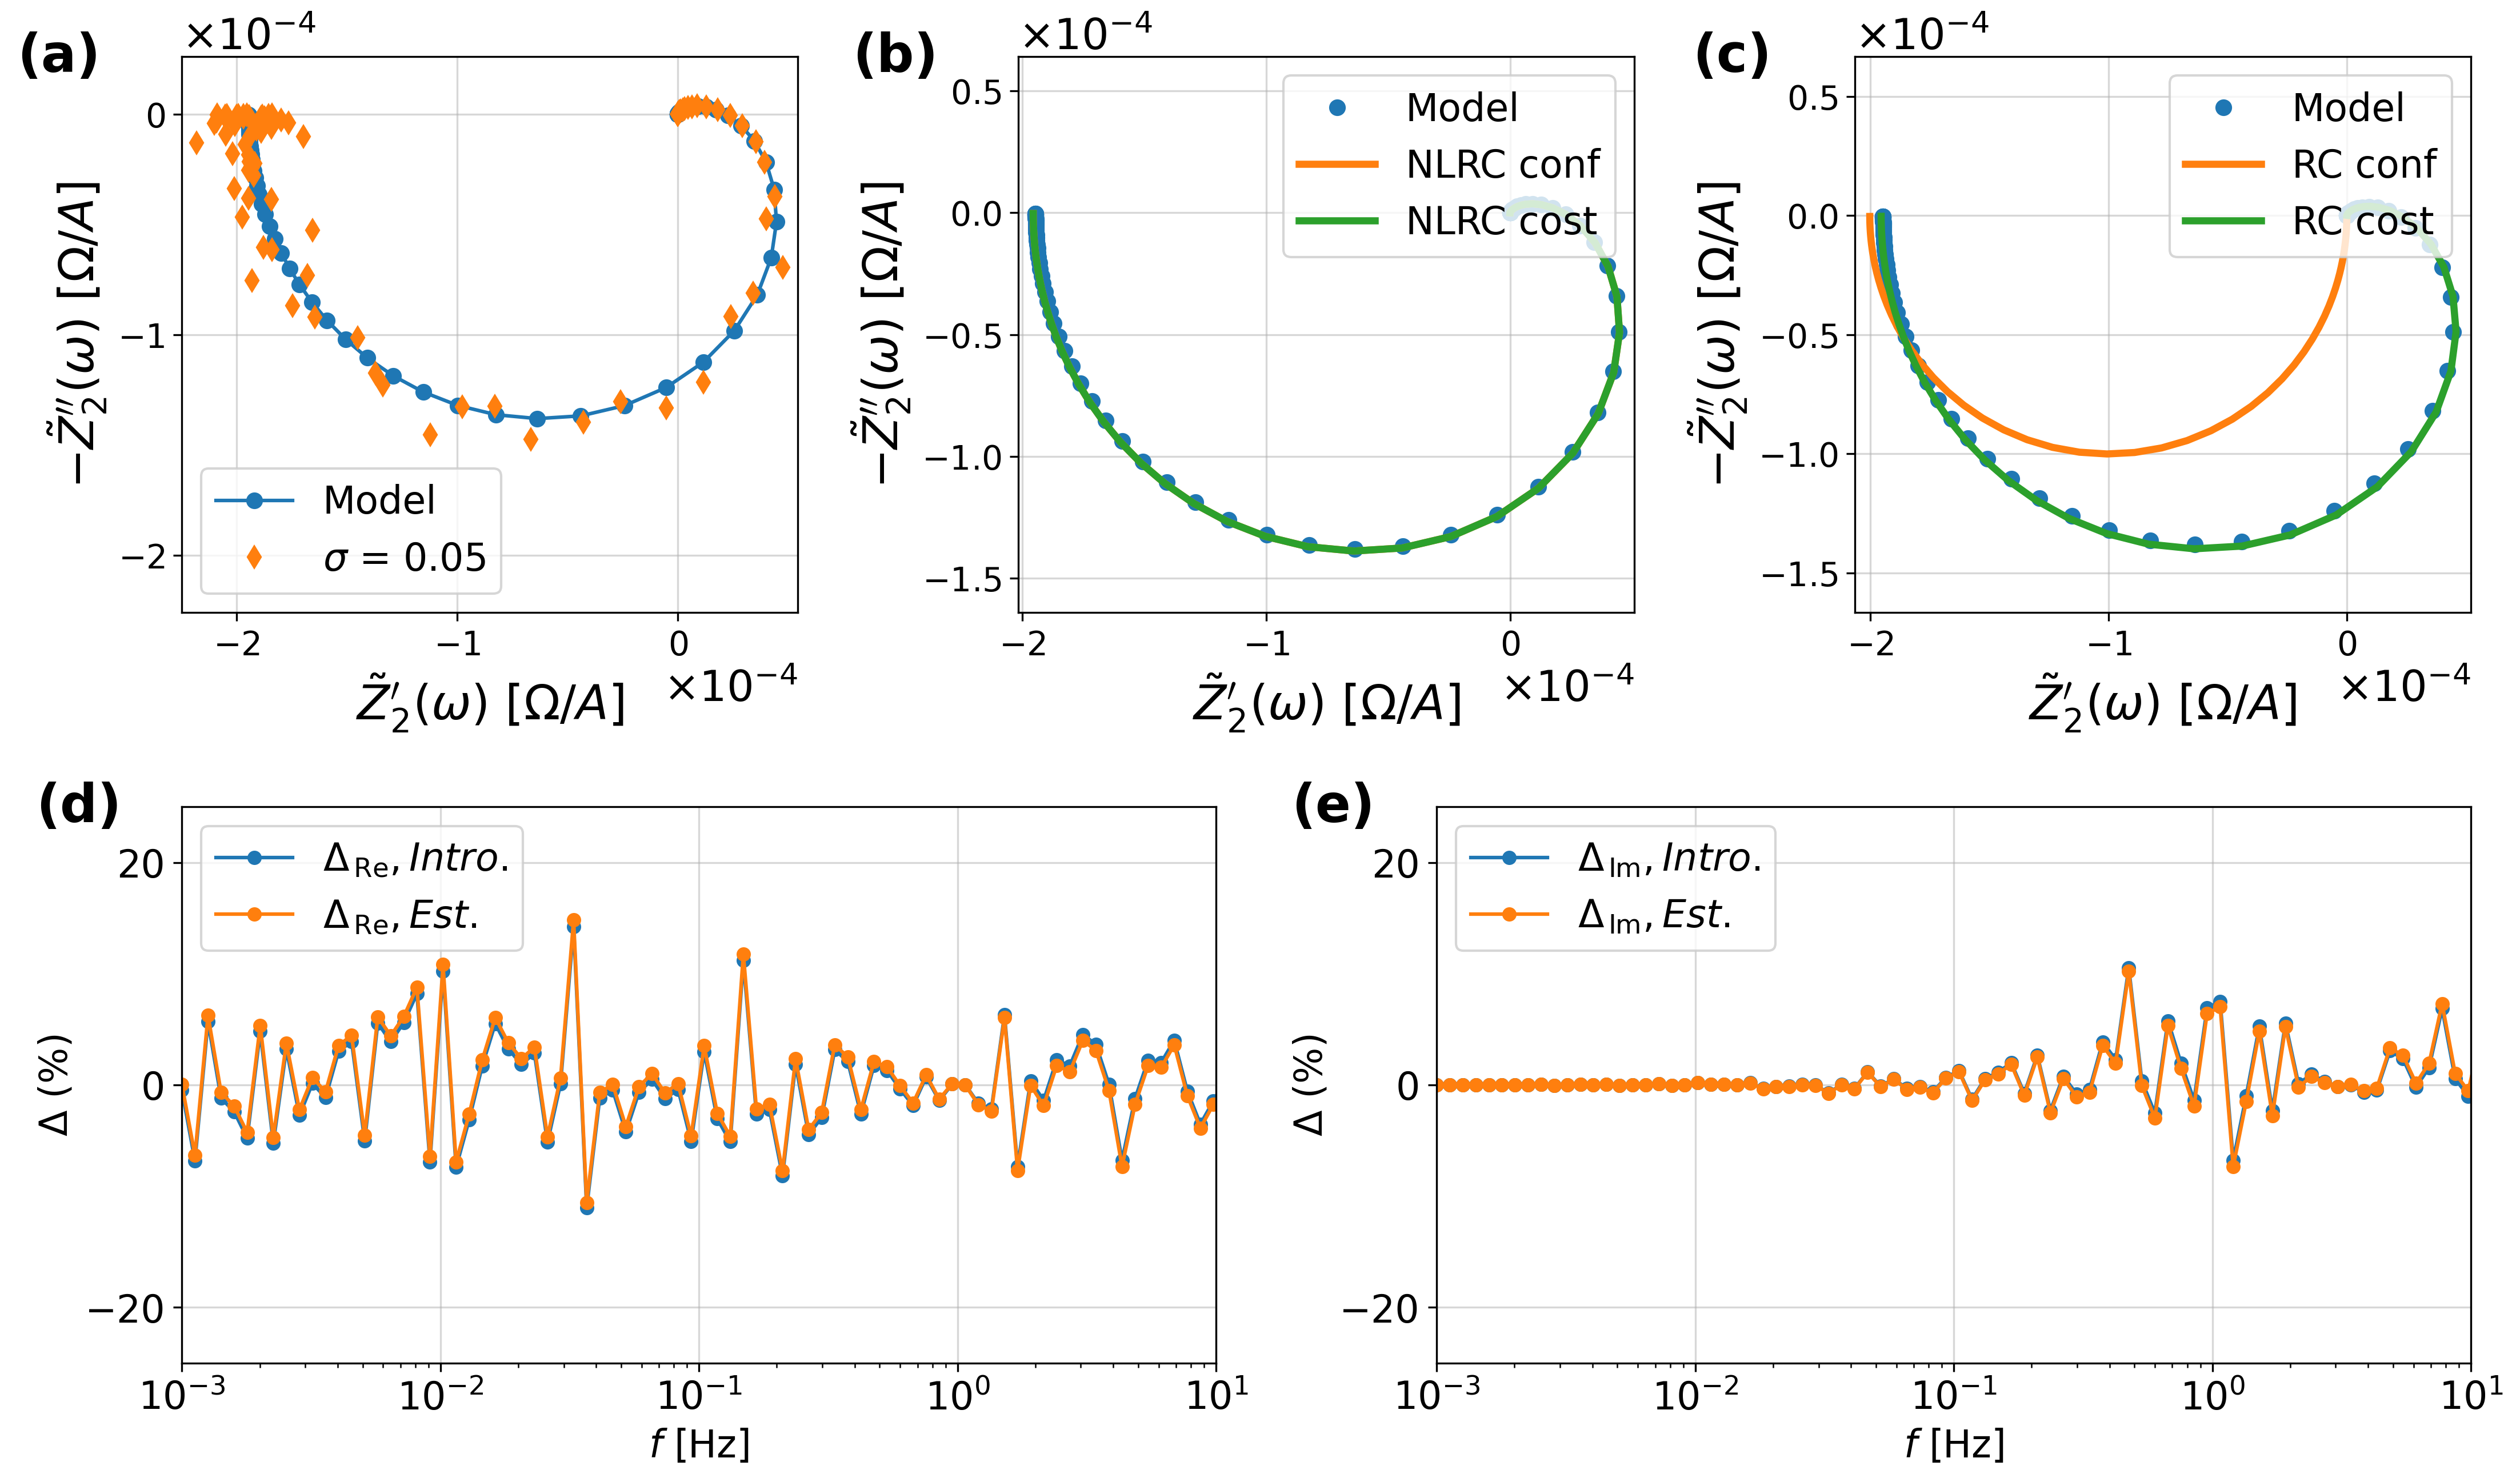 (a)
×10⁻⁴
0
−1
−2
−2
−1
0
×10⁻⁴
−Z̃₂″(ω) [Ω/A]
Z̃₂′(ω) [Ω/A]
Model
σ = 0.05
(b)
×10⁻⁴
0.5
0.0
−0.5
−1.0
−1.5
−2
−1
0
×10⁻⁴
−Z̃₂″(ω) [Ω/A]
Z̃₂′(ω) [Ω/A]
Model
NLRC conf
NLRC cost
(c)
×10⁻⁴
0.5
0.0
−0.5
−1.0
−1.5
−2
−1
0
×10⁻⁴
−Z̃₂″(ω) [Ω/A]
Z̃₂′(ω) [Ω/A]
Model
RC conf
RC cost
(d)
20
0
−20
Δ (%)
Δ_Re, Intro.
Δ_Re, Est.
10⁻³
10⁻²
10⁻¹
10⁰
10¹
f [Hz]
(e)
20
0
−20
Δ (%)
Δ_Im, Intro.
Δ_Im, Est.
10⁻³
10⁻²
10⁻¹
10⁰
10¹
f [Hz]